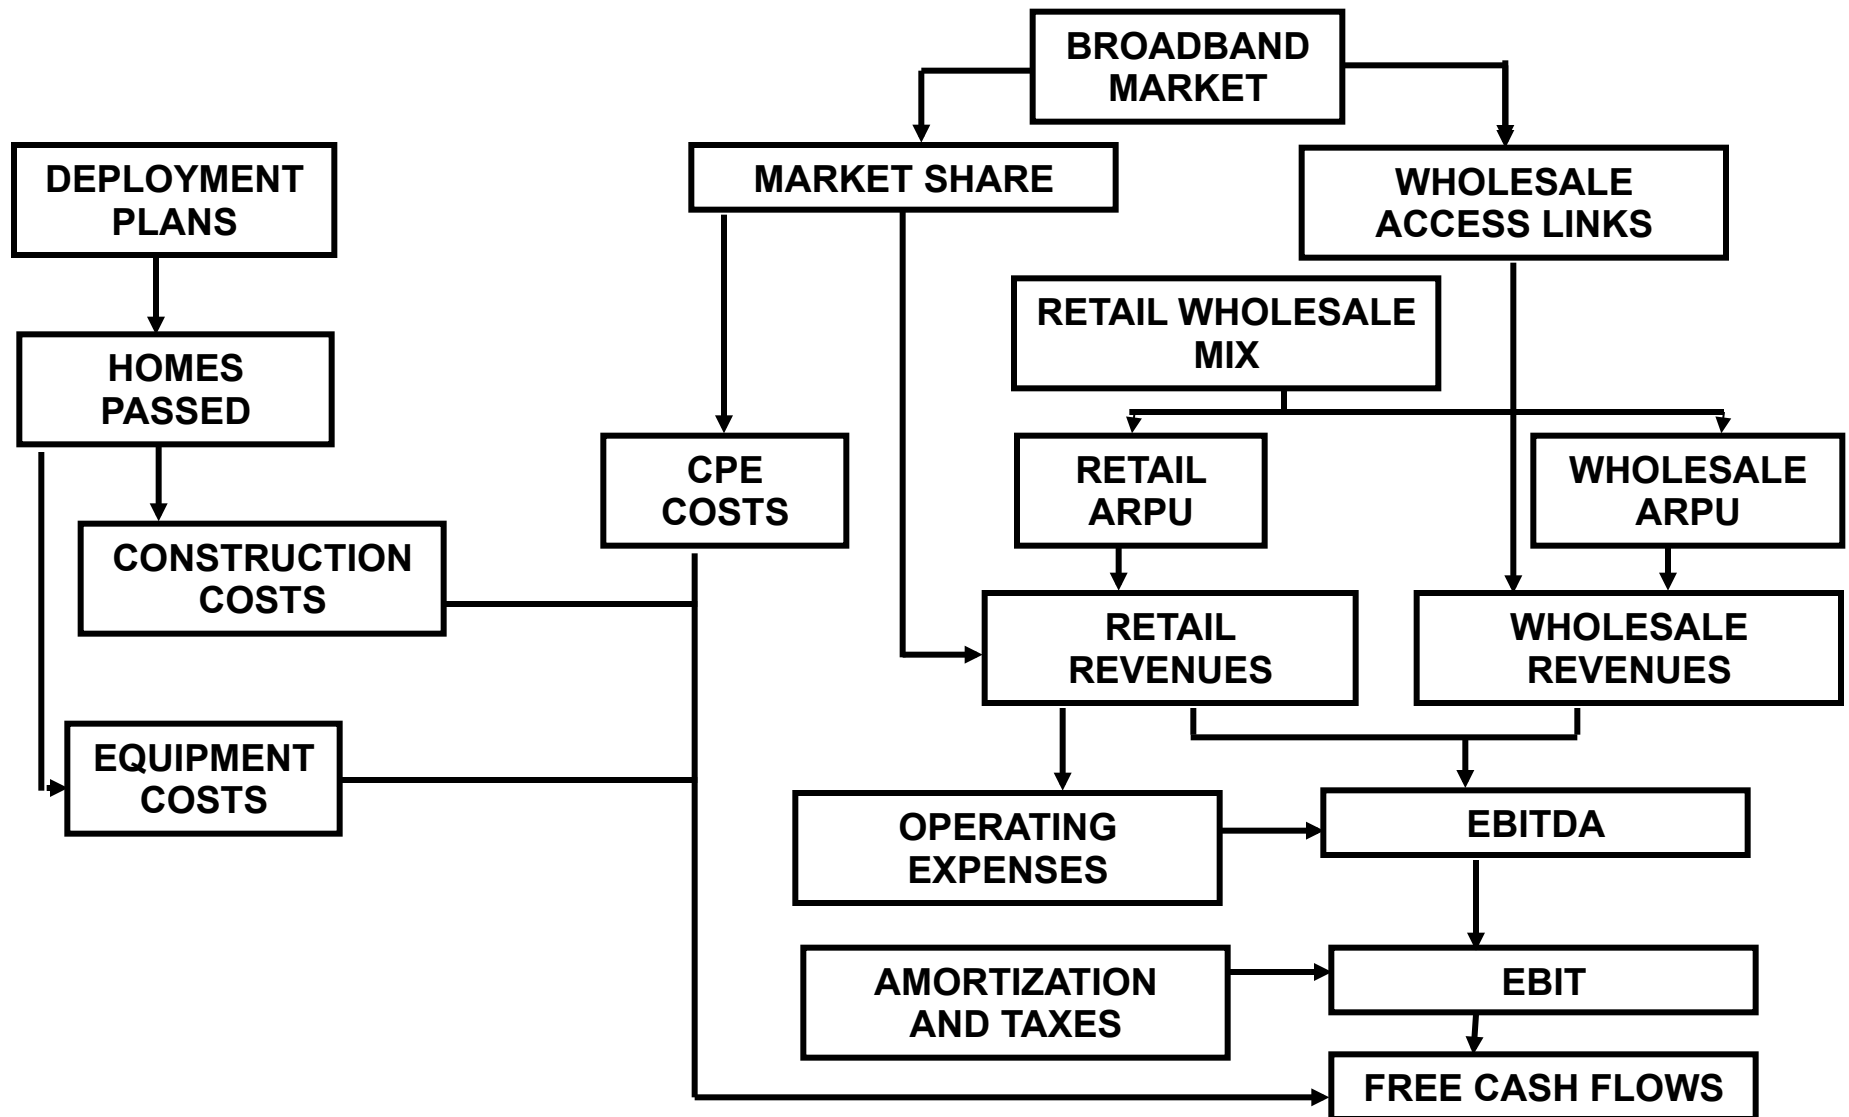 BROADBAND
MARKET
DEPLOYMENT
PLANS
MARKET SHARE
WHOLESALE
ACCESS LINKS
RETAIL WHOLESALE
MIX
HOMES
PASSED
CPE
COSTS
RETAIL
ARPU
WHOLESALE
ARPU
CONSTRUCTION
COSTS
RETAIL
REVENUES
WHOLESALE
REVENUES
EQUIPMENT
COSTS
OPERATING
EXPENSES
EBITDA
AMORTIZATION
AND TAXES
EBIT
FREE CASH FLOWS